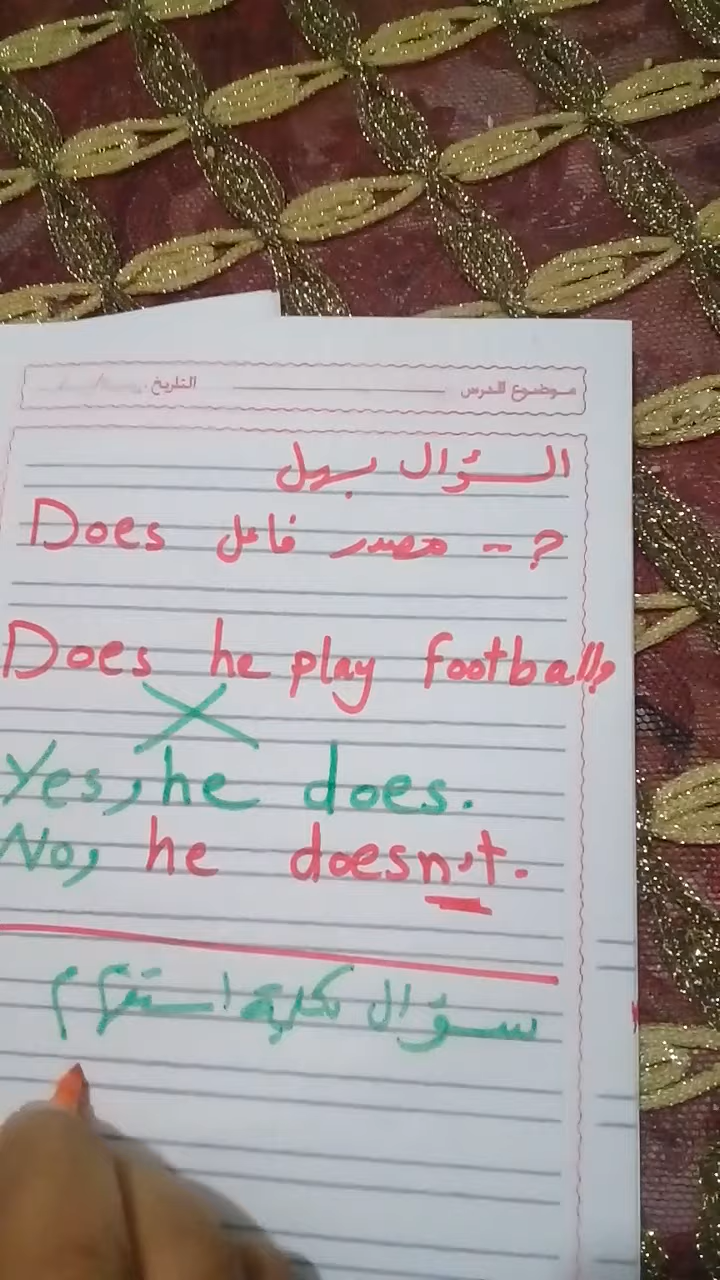 موضوع الدرس التاريخ
السؤال بهل
Does فاعل مصدر --?
Does he play football?
Yes, he does.
No, he doesn't.
سؤال بكلمة استفهام